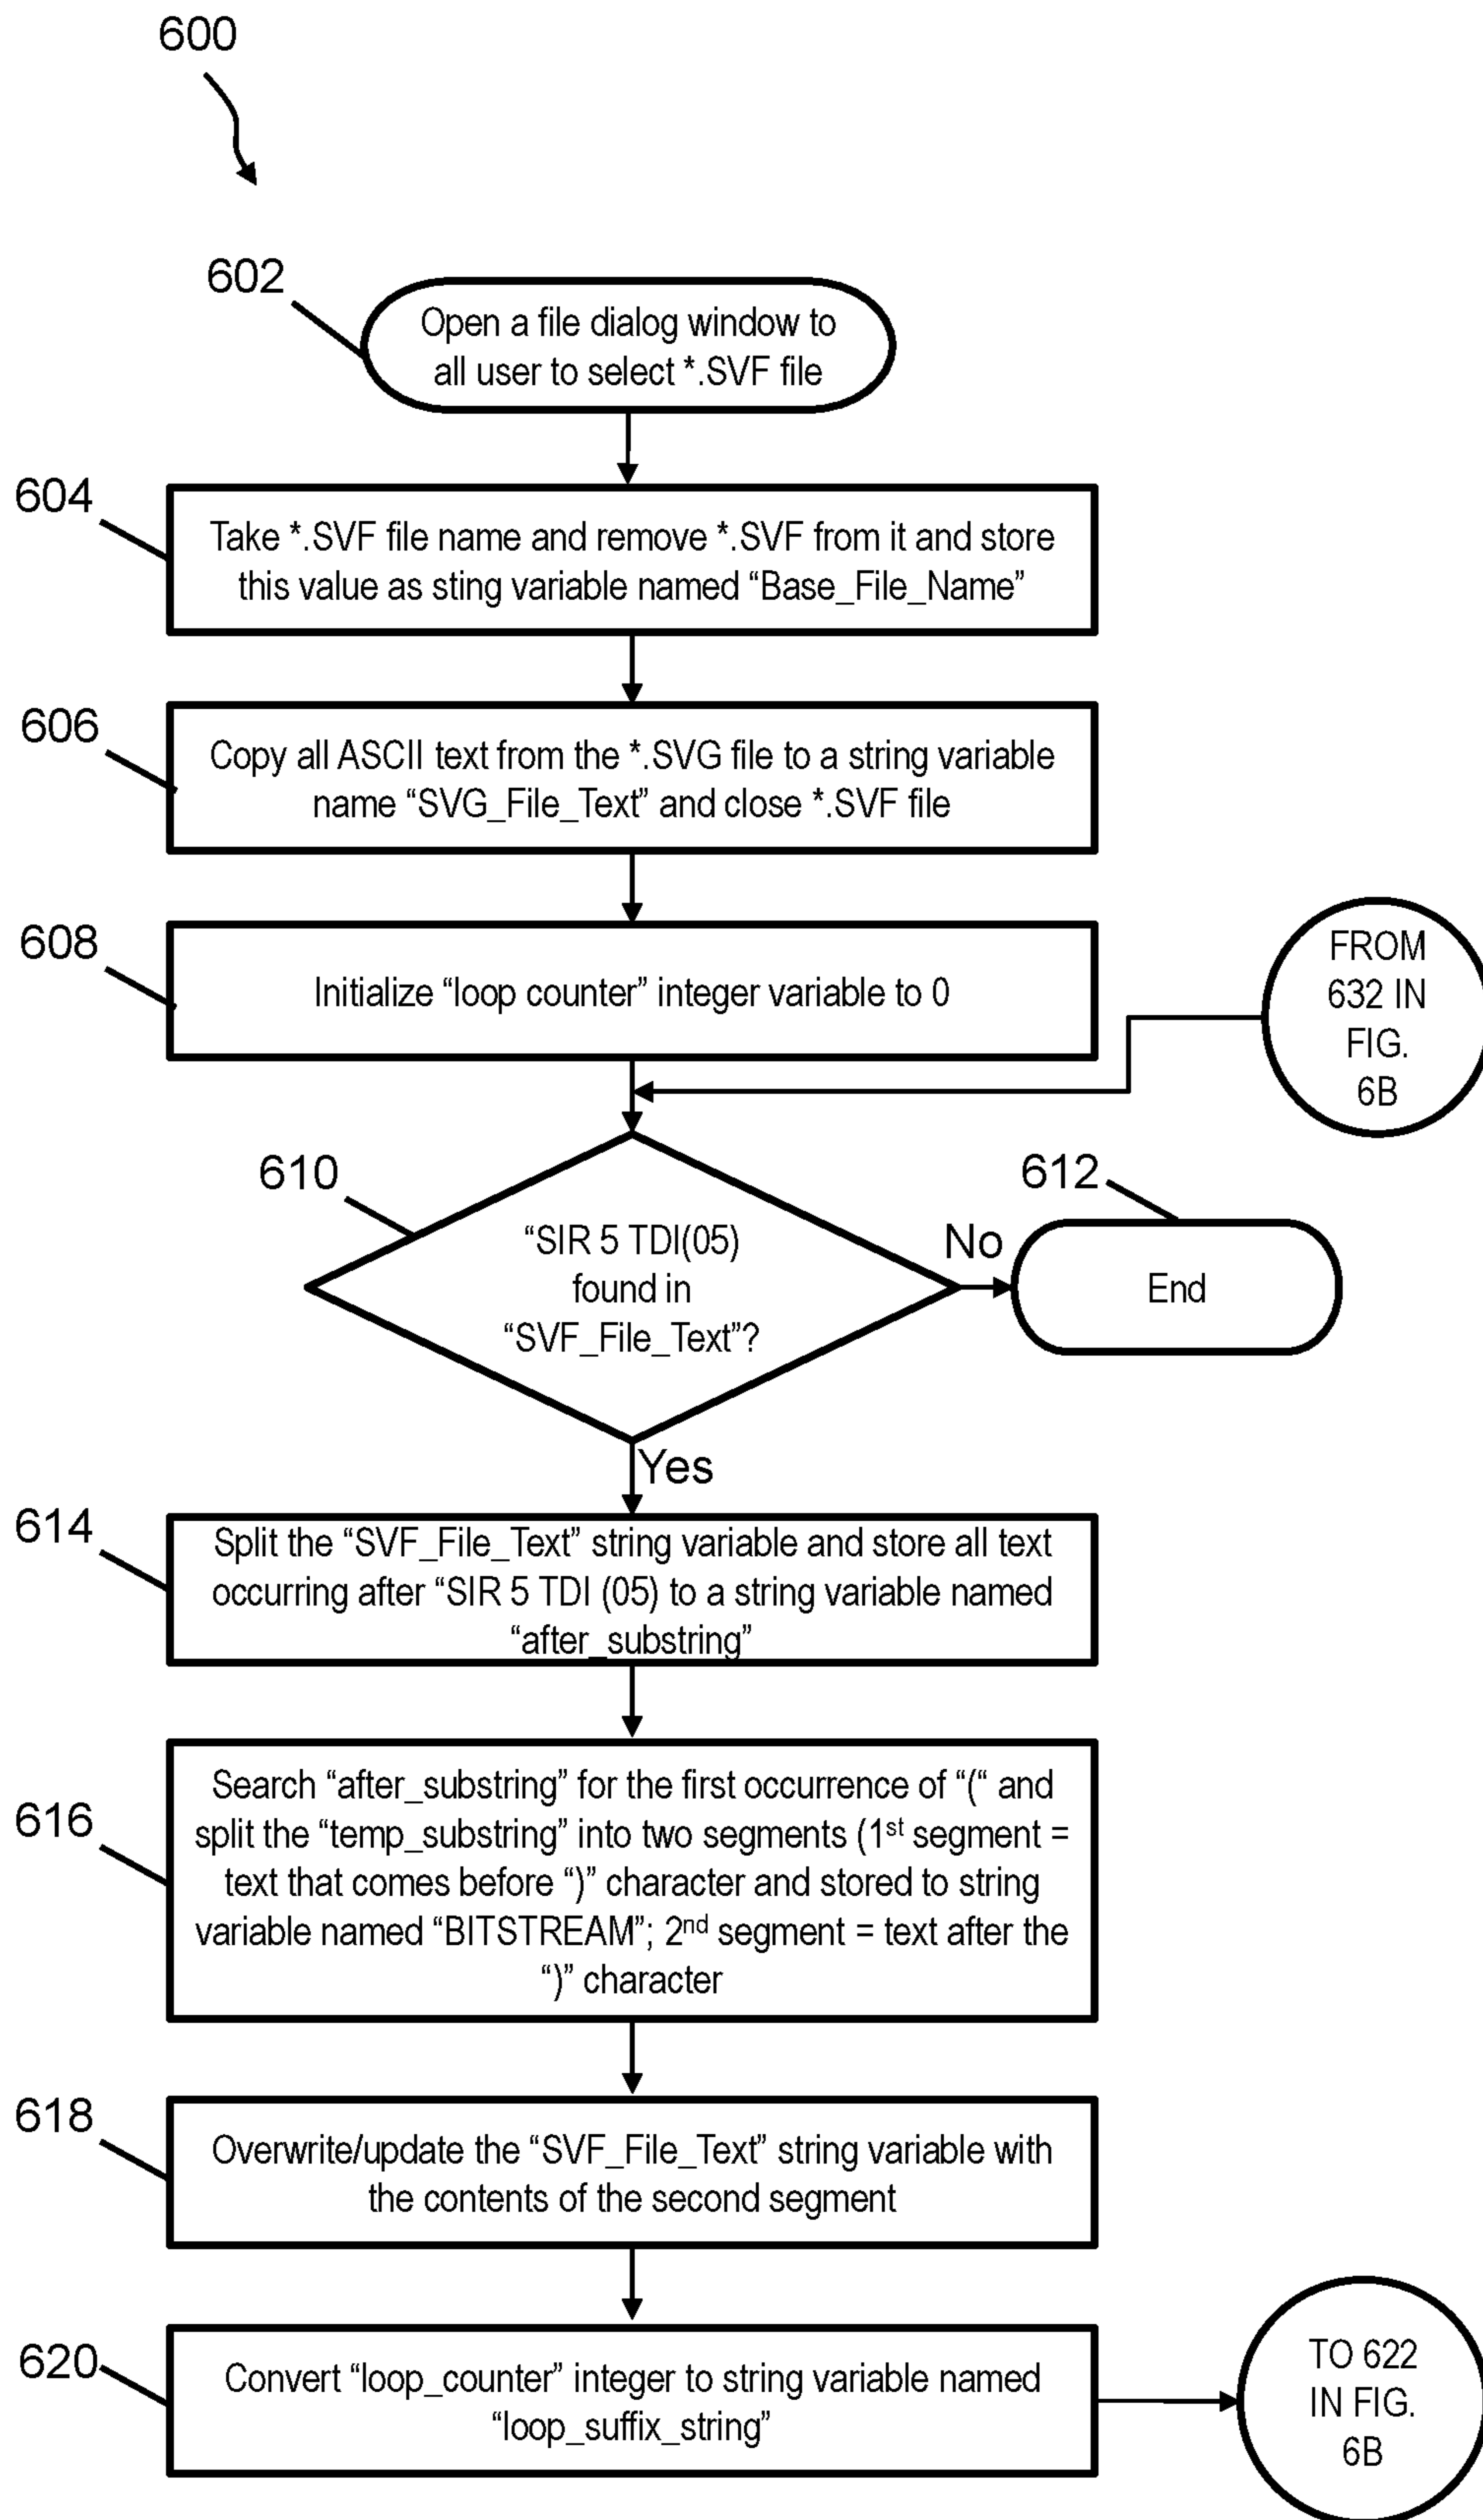 600
602
Open a file dialog window to
all user to select *.SVF file
604
Take *.SVF file name and remove *.SVF from it and store
this value as sting variable named “Base_File_Name”
606
Copy all ASCII text from the *.SVG file to a string variable
name “SVG_File_Text” and close *.SVF file
608
Initialize “loop counter” integer variable to 0
FROM
632 IN
FIG.
6B
610
“SIR 5 TDI(05)
found in
“SVF_File_Text”?
No
612
End
Yes
614
Split the “SVF_File_Text” string variable and store all text
occurring after “SIR 5 TDI (05) to a string variable named
“after_substring”
616
Search “after_substring” for the first occurrence of “(“ and
split the “temp_substring” into two segments (1st segment =
text that comes before “)” character and stored to string
variable named “BITSTREAM”; 2nd segment = text after the
“)” character
618
Overwrite/update the “SVF_File_Text” string variable with
the contents of the second segment
620
Convert “loop_counter” integer to string variable named
“loop_suffix_string”
TO 622
IN FIG.
6B